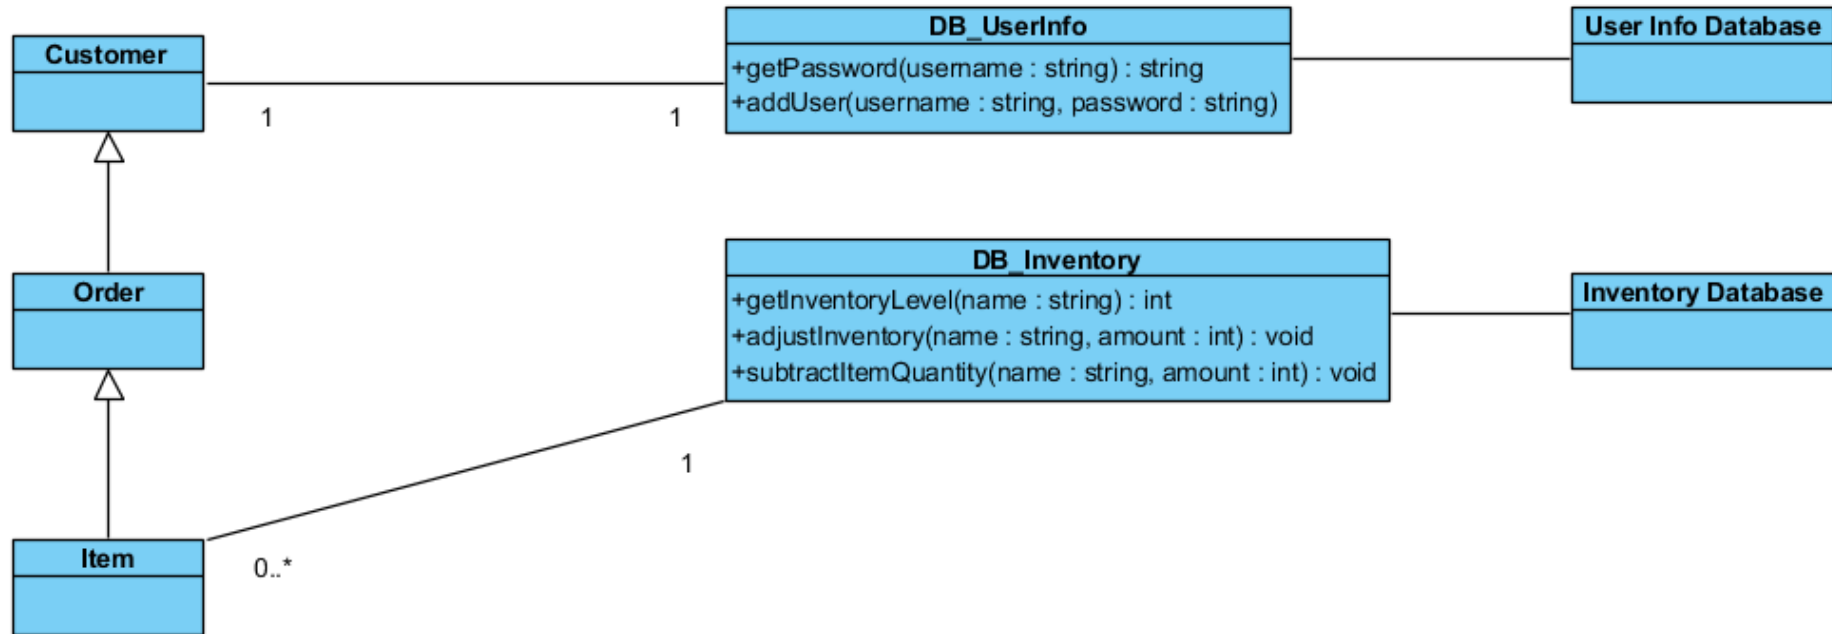 Customer
1
1
DB_UserInfo
+getPassword(username : string) : string
+addUser(username : string, password : string)
User Info Database
Order
DB_Inventory
+getInventoryLevel(name : string) : int
+adjustInventory(name : string, amount : int) : void
+subtractItemQuantity(name : string, amount : int) : void
Inventory Database
1
Item
0..*